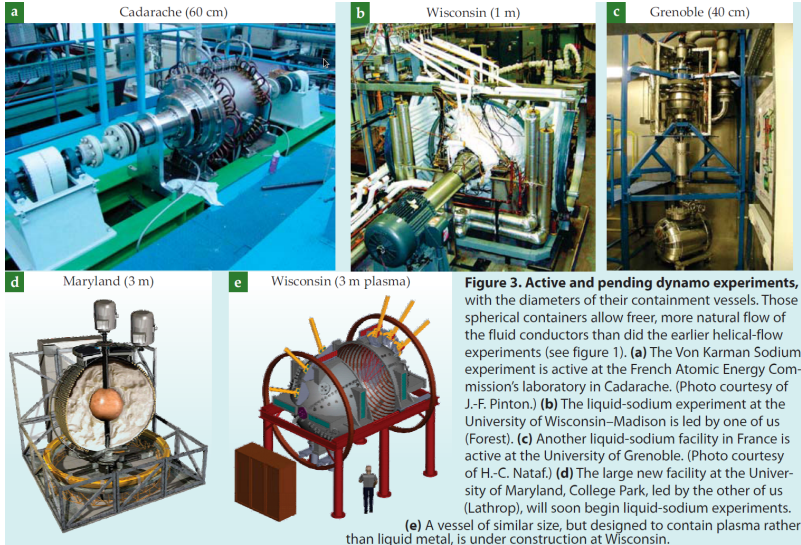 a
Cadarache (60 cm)
b
Wisconsin (1 m)
c
Grenoble (40 cm)
d
Maryland (3 m)
e
Wisconsin (3 m plasma)
Figure 3. Active and pending dynamo experiments,
with the diameters of their containment vessels. Those
spherical containers allow freer, more natural flow of
the fluid conductors than did the earlier helical-flow
experiments (see figure 1). (a) The Von Karman Sodium
experiment is active at the French Atomic Energy Com-
mission's laboratory in Cadarache. (Photo courtesy of
J.-F. Pinton.) (b) The liquid-sodium experiment at the
University of Wisconsin–Madison is led by one of us
(Forest). (c) Another liquid-sodium facility in France is
active at the University of Grenoble. (Photo courtesy
of H.-C. Nataf.) (d) The large new facility at the Univer-
sity of Maryland, College Park, led by the other of us
(Lathrop), will soon begin liquid-sodium experiments.
(e) A vessel of similar size, but designed to contain plasma rather
than liquid metal, is under construction at Wisconsin.